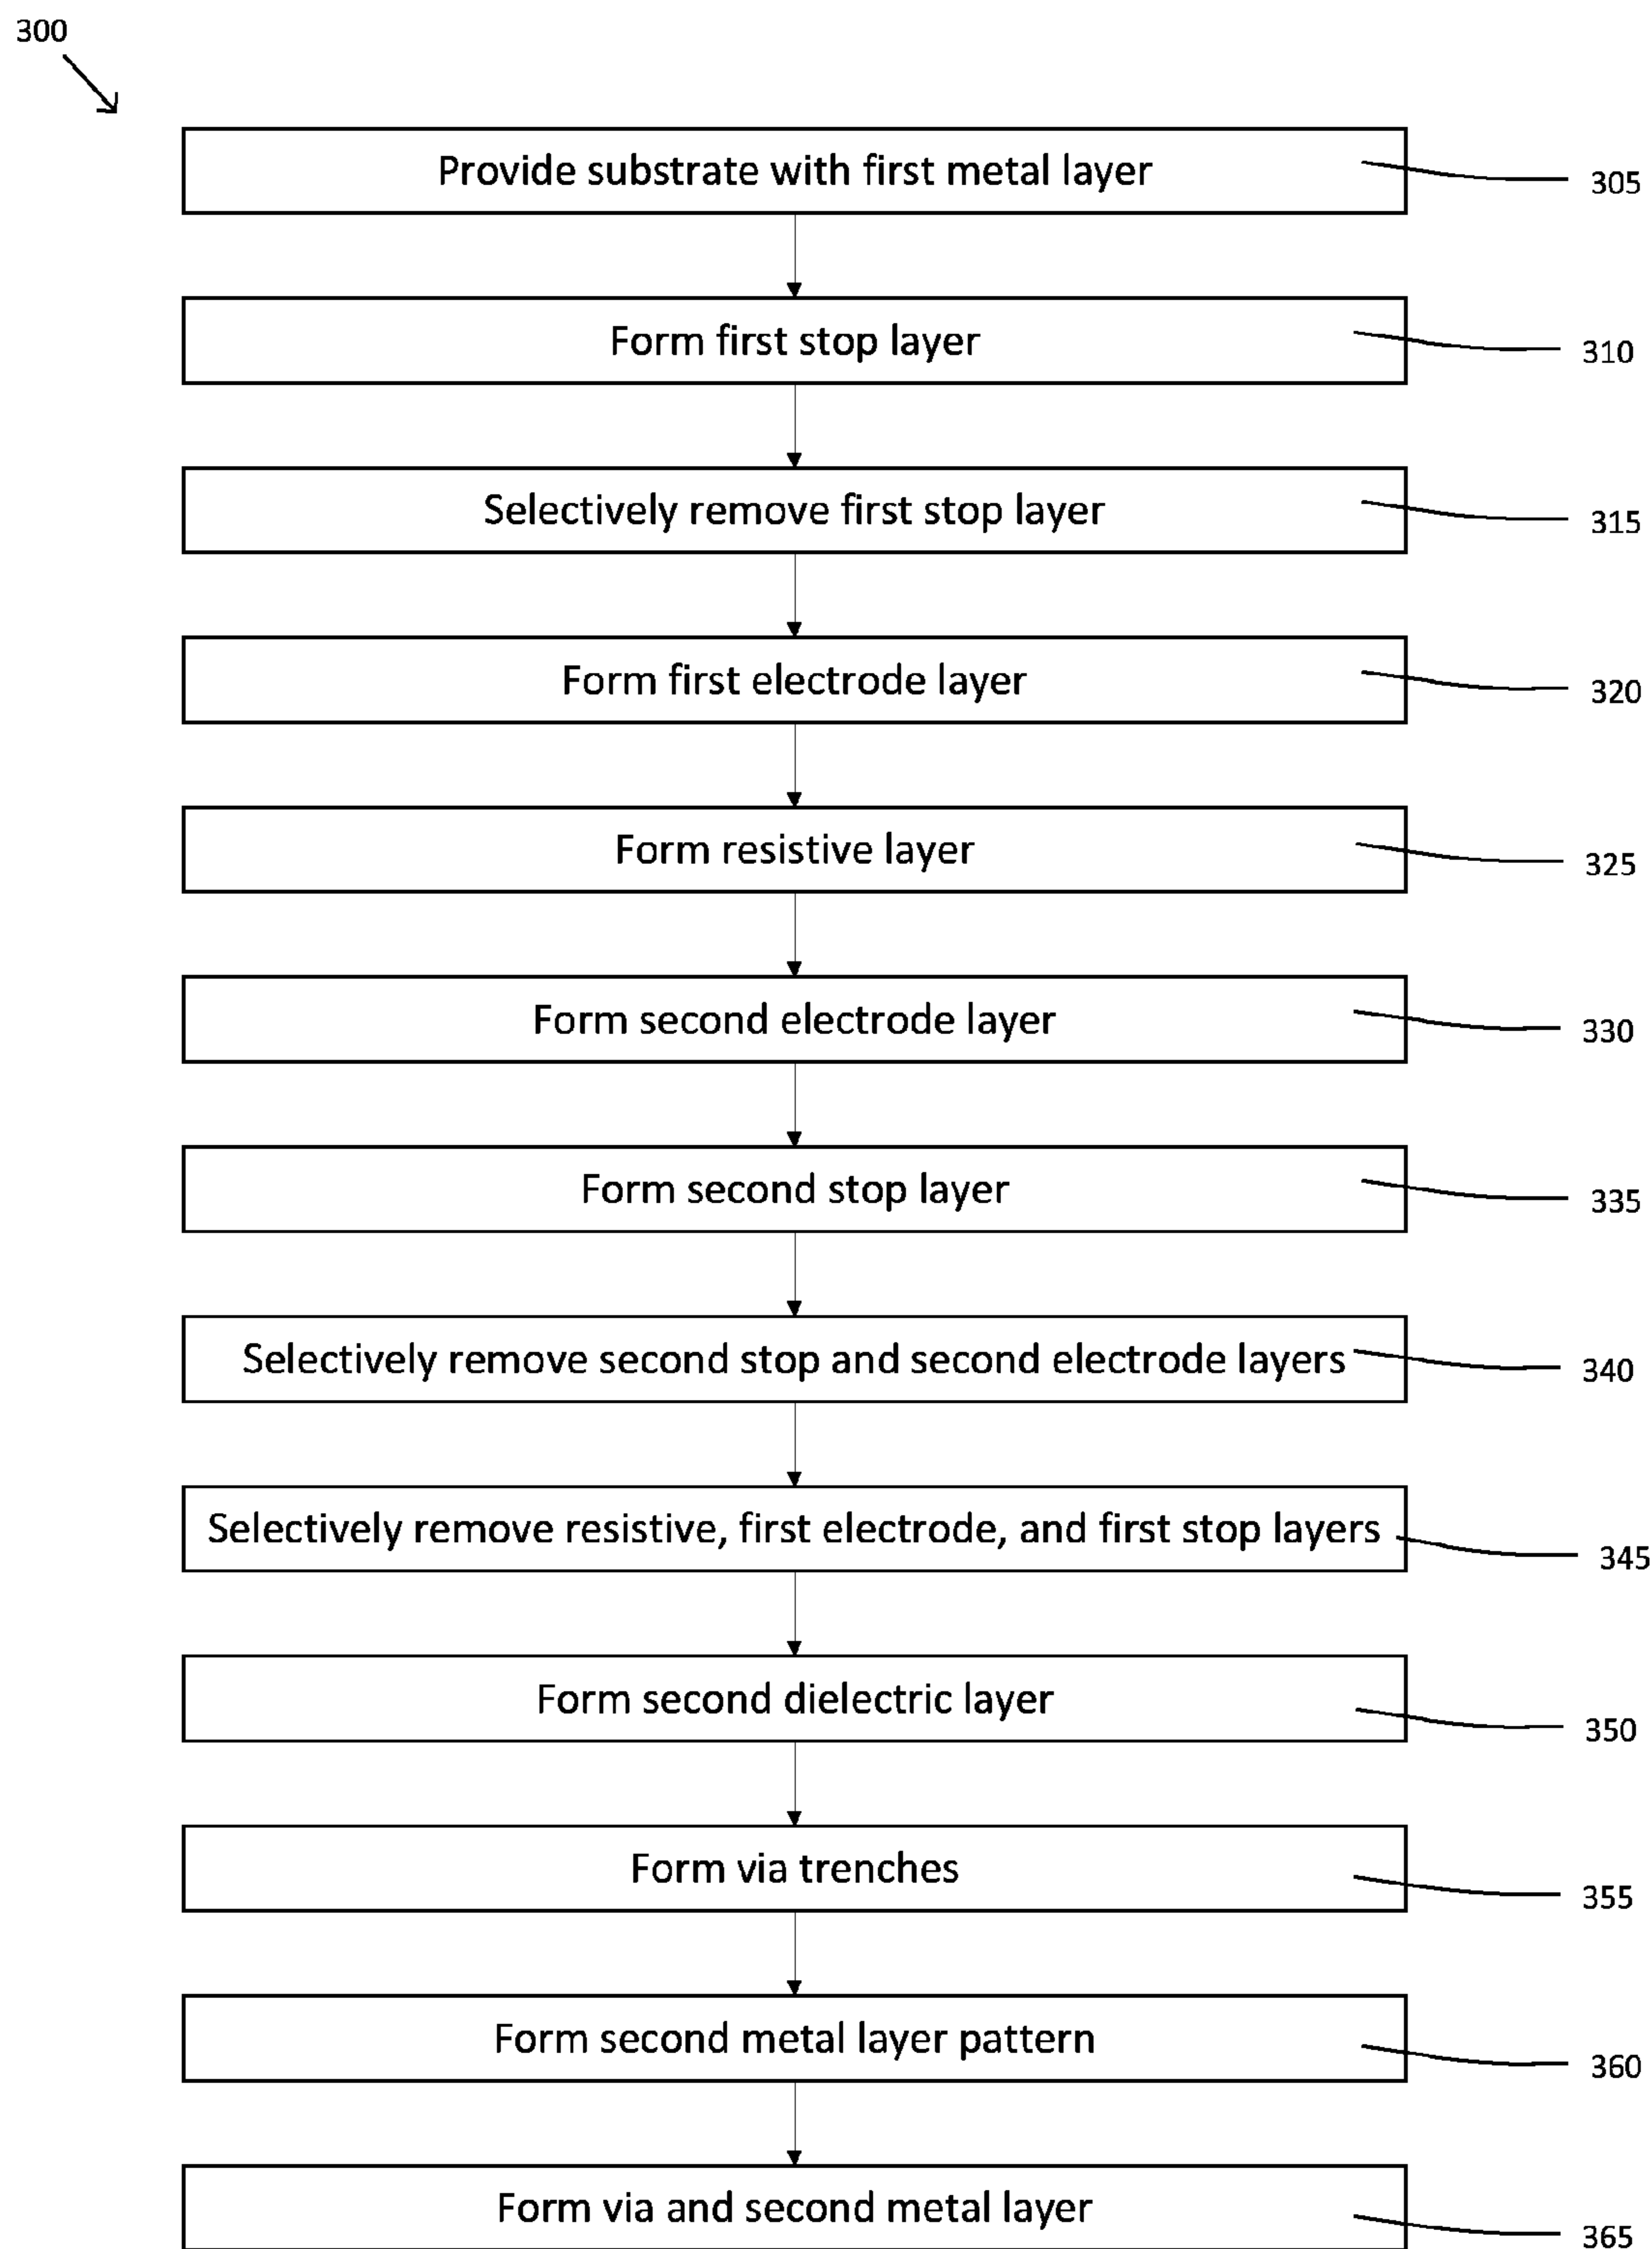 300
Provide substrate with first metal layer
305
Form first stop layer
310
Selectively remove first stop layer
315
Form first electrode layer
320
Form resistive layer
325
Form second electrode layer
330
Form second stop layer
335
Selectively remove second stop and second electrode layers
340
Selectively remove resistive, first electrode, and first stop layers
345
Form second dielectric layer
350
Form via trenches
355
Form second metal layer pattern
360
Form via and second metal layer
365